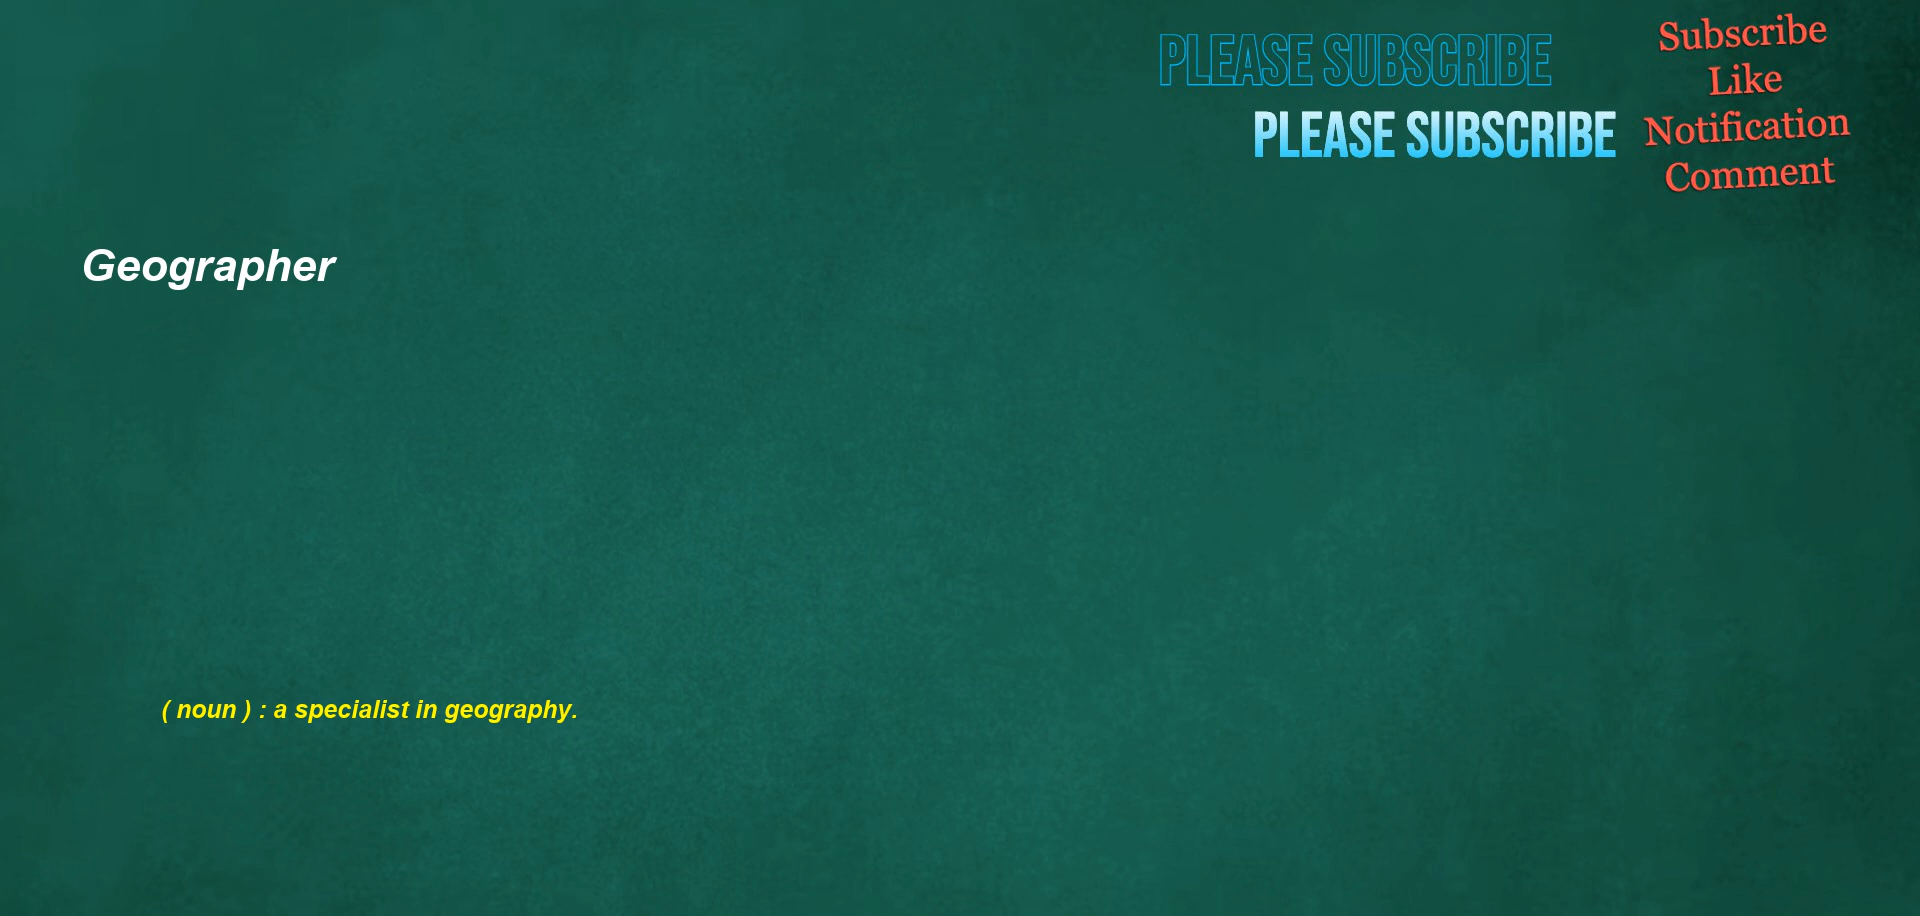 PLEASE SUBSCRIBE
PLEASE SUBSCRIBE
Subscribe
Like
Notification
Comment
Geographer
( noun ) : a specialist in geography.